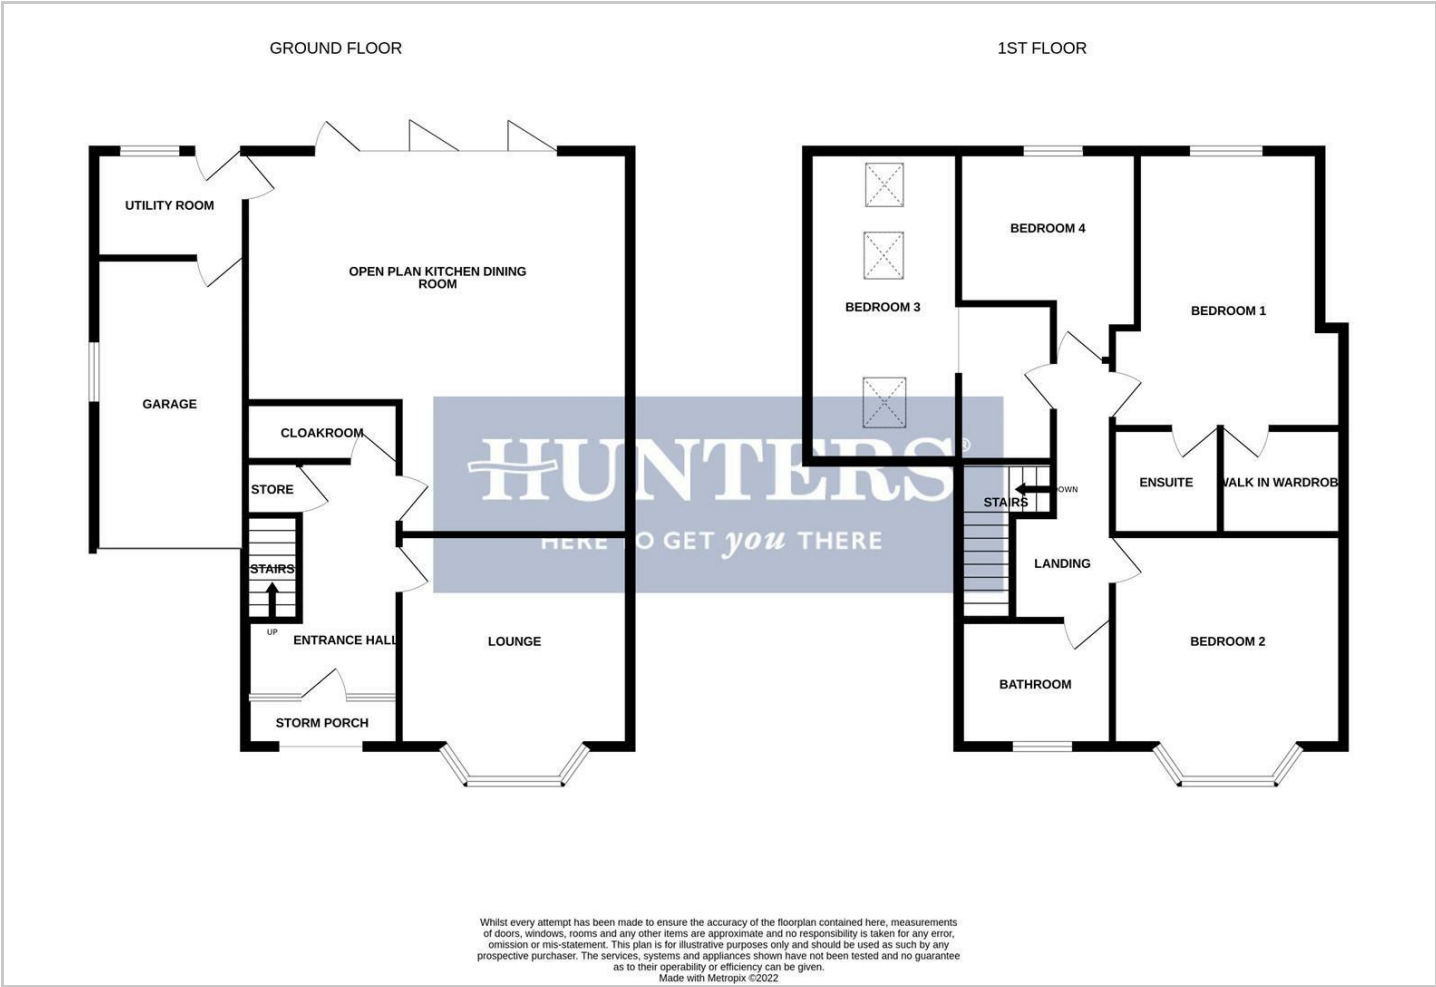 GROUND FLOOR
1ST FLOOR
UTILITY ROOM
OPEN PLAN KITCHEN DINING
ROOM
GARAGE
CLOAKROOM
STORE
STAIRS
UP
ENTRANCE HALL
LOUNGE
STORM PORCH
BEDROOM 4
BEDROOM 3
BEDROOM 1
ENSUITE
WALK IN WARDROB
STAIRS
DOWN
LANDING
BEDROOM 2
BATHROOM
HUNTERS®
HERE TO GET you THERE
Whilst every attempt has been made to ensure the accuracy of the floorplan contained here, measurements
of doors, windows, rooms and any other items are approximate and no responsibility is taken for any error,
omission or mis-statement. This plan is for illustrative purposes only and should be used as such by any
prospective purchaser. The services, systems and appliances shown have not been tested and no guarantee
as to their operability or efficiency can be given.
Made with Metropix ©2022